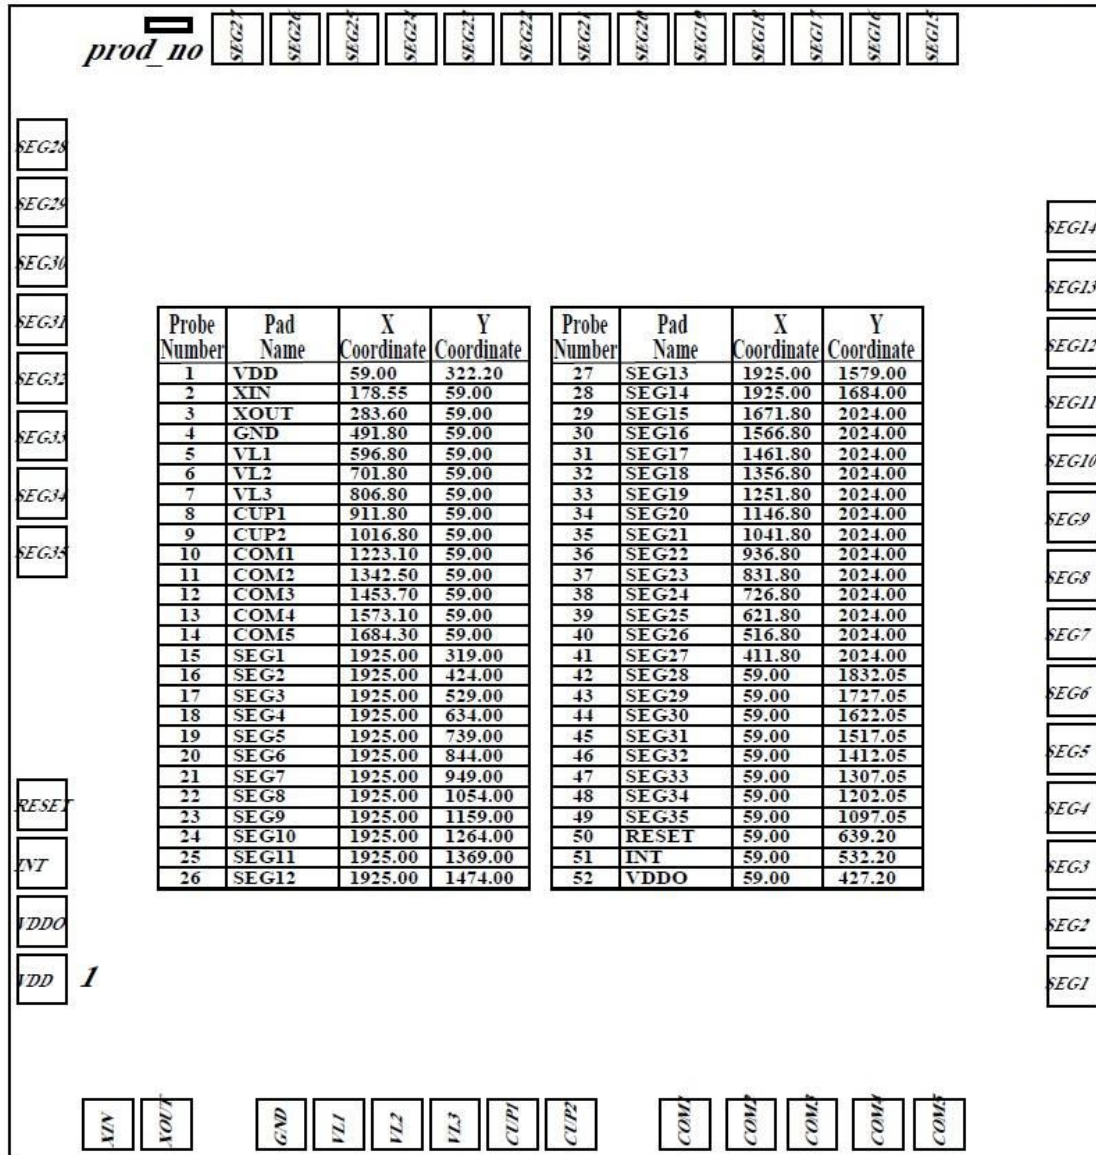 prod_no SEG27 SEG26 SEG25 SEG24 SEG23 SEG22 SEG21 SEG20 SEG19 SEG18 SEG17 SEG16 SEG15
SEG28
SEG29
SEG30
SEG31
SEG32
SEG33
SEG34
SEG35
RESET
INT
VDDO
VDD 1
Probe Number Pad Name X Coordinate Y Coordinate
1 VDD 59.00 322.20
2 XIN 178.55 59.00
3 XOUT 283.60 59.00
4 GND 491.80 59.00
5 VL1 596.80 59.00
6 VL2 701.80 59.00
7 VL3 806.80 59.00
8 CUP1 911.80 59.00
9 CUP2 1016.80 59.00
10 COM1 1223.10 59.00
11 COM2 1342.50 59.00
12 COM3 1453.70 59.00
13 COM4 1573.10 59.00
14 COM5 1684.30 59.00
15 SEG1 1925.00 319.00
16 SEG2 1925.00 424.00
17 SEG3 1925.00 529.00
18 SEG4 1925.00 634.00
19 SEG5 1925.00 739.00
20 SEG6 1925.00 844.00
21 SEG7 1925.00 949.00
22 SEG8 1925.00 1054.00
23 SEG9 1925.00 1159.00
24 SEG10 1925.00 1264.00
25 SEG11 1925.00 1369.00
26 SEG12 1925.00 1474.00
Probe Number Pad Name X Coordinate Y Coordinate
27 SEG13 1925.00 1579.00
28 SEG14 1925.00 1684.00
29 SEG15 1671.80 2024.00
30 SEG16 1566.80 2024.00
31 SEG17 1461.80 2024.00
32 SEG18 1356.80 2024.00
33 SEG19 1251.80 2024.00
34 SEG20 1146.80 2024.00
35 SEG21 1041.80 2024.00
36 SEG22 936.80 2024.00
37 SEG23 831.80 2024.00
38 SEG24 726.80 2024.00
39 SEG25 621.80 2024.00
40 SEG26 516.80 2024.00
41 SEG27 411.80 2024.00
42 SEG28 59.00 1832.05
43 SEG29 59.00 1727.05
44 SEG30 59.00 1622.05
45 SEG31 59.00 1517.05
46 SEG32 59.00 1412.05
47 SEG33 59.00 1307.05
48 SEG34 59.00 1202.05
49 SEG35 59.00 1097.05
50 RESET 59.00 639.20
51 INT 59.00 532.20
52 VDDO 59.00 427.20
SEG14
SEG13
SEG12
SEG11
SEG10
SEG9
SEG8
SEG7
SEG6
SEG5
SEG4
SEG3
SEG2
SEG1
XIN XOUT GND VL1 VL2 VL3 CUP1 CUP2 COM1 COM2 COM3 COM4 COM5